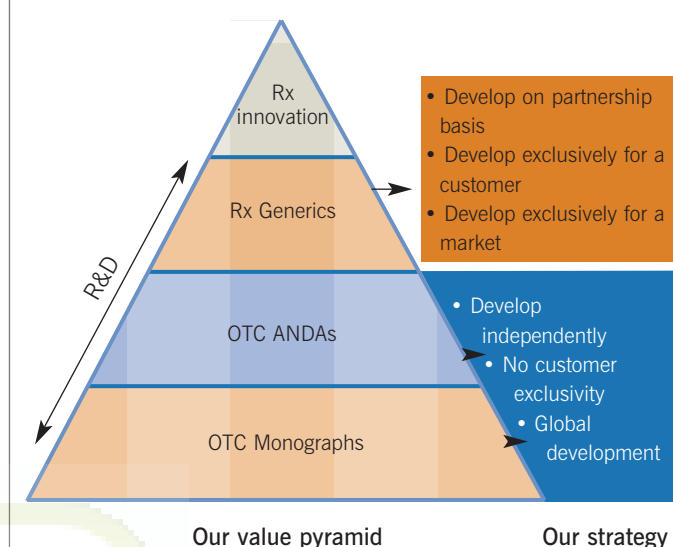 Rx
innovation
Rx Generics
OTC ANDAs
OTC Monographs
R&D
• Develop on partnership
basis
• Develop exclusively for a
customer
• Develop exclusively for a
market
• Develop
independently
• No customer
exclusivity
• Global
development
Our value pyramid
Our strategy